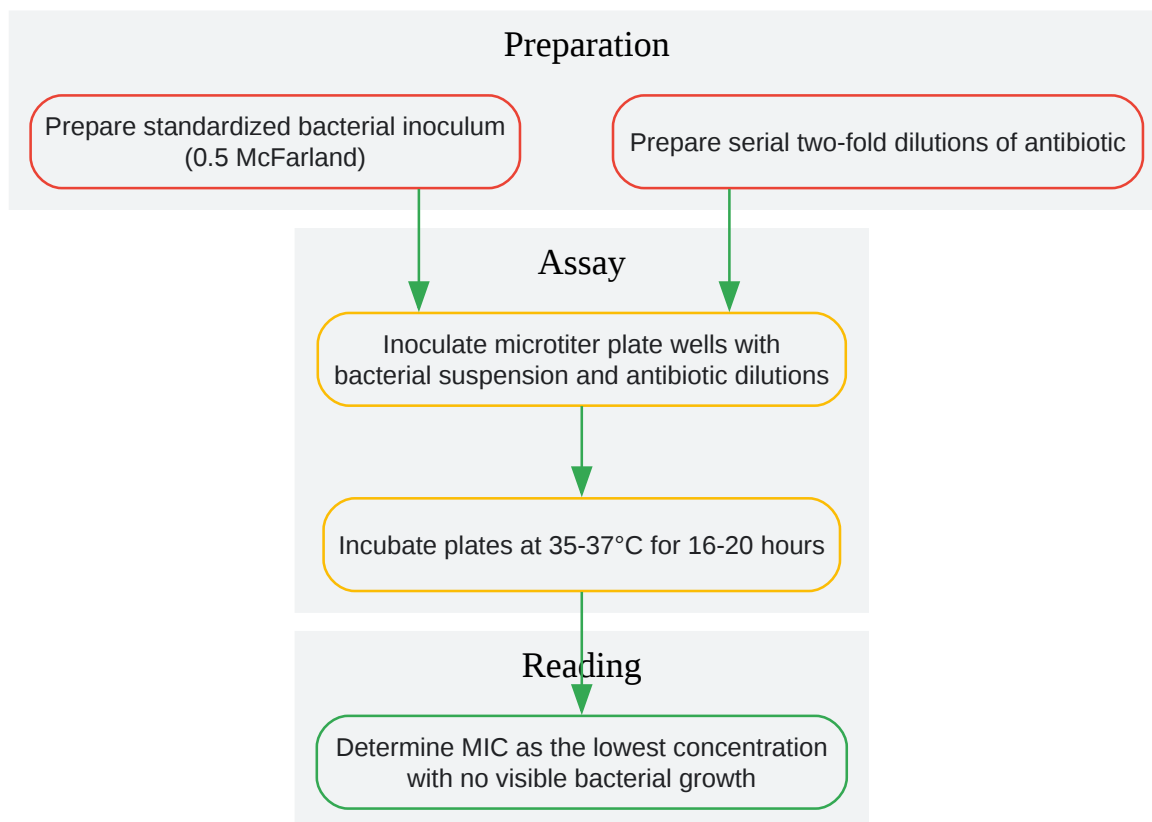 Preparation
Prepare standardized bacterial inoculum
(0.5 McFarland)
Prepare serial two-fold dilutions of antibiotic
Assay
Inoculate microtiter plate wells with
bacterial suspension and antibiotic dilutions
Incubate plates at 35-37°C for 16-20 hours
Reading
Determine MIC as the lowest concentration
with no visible bacterial growth